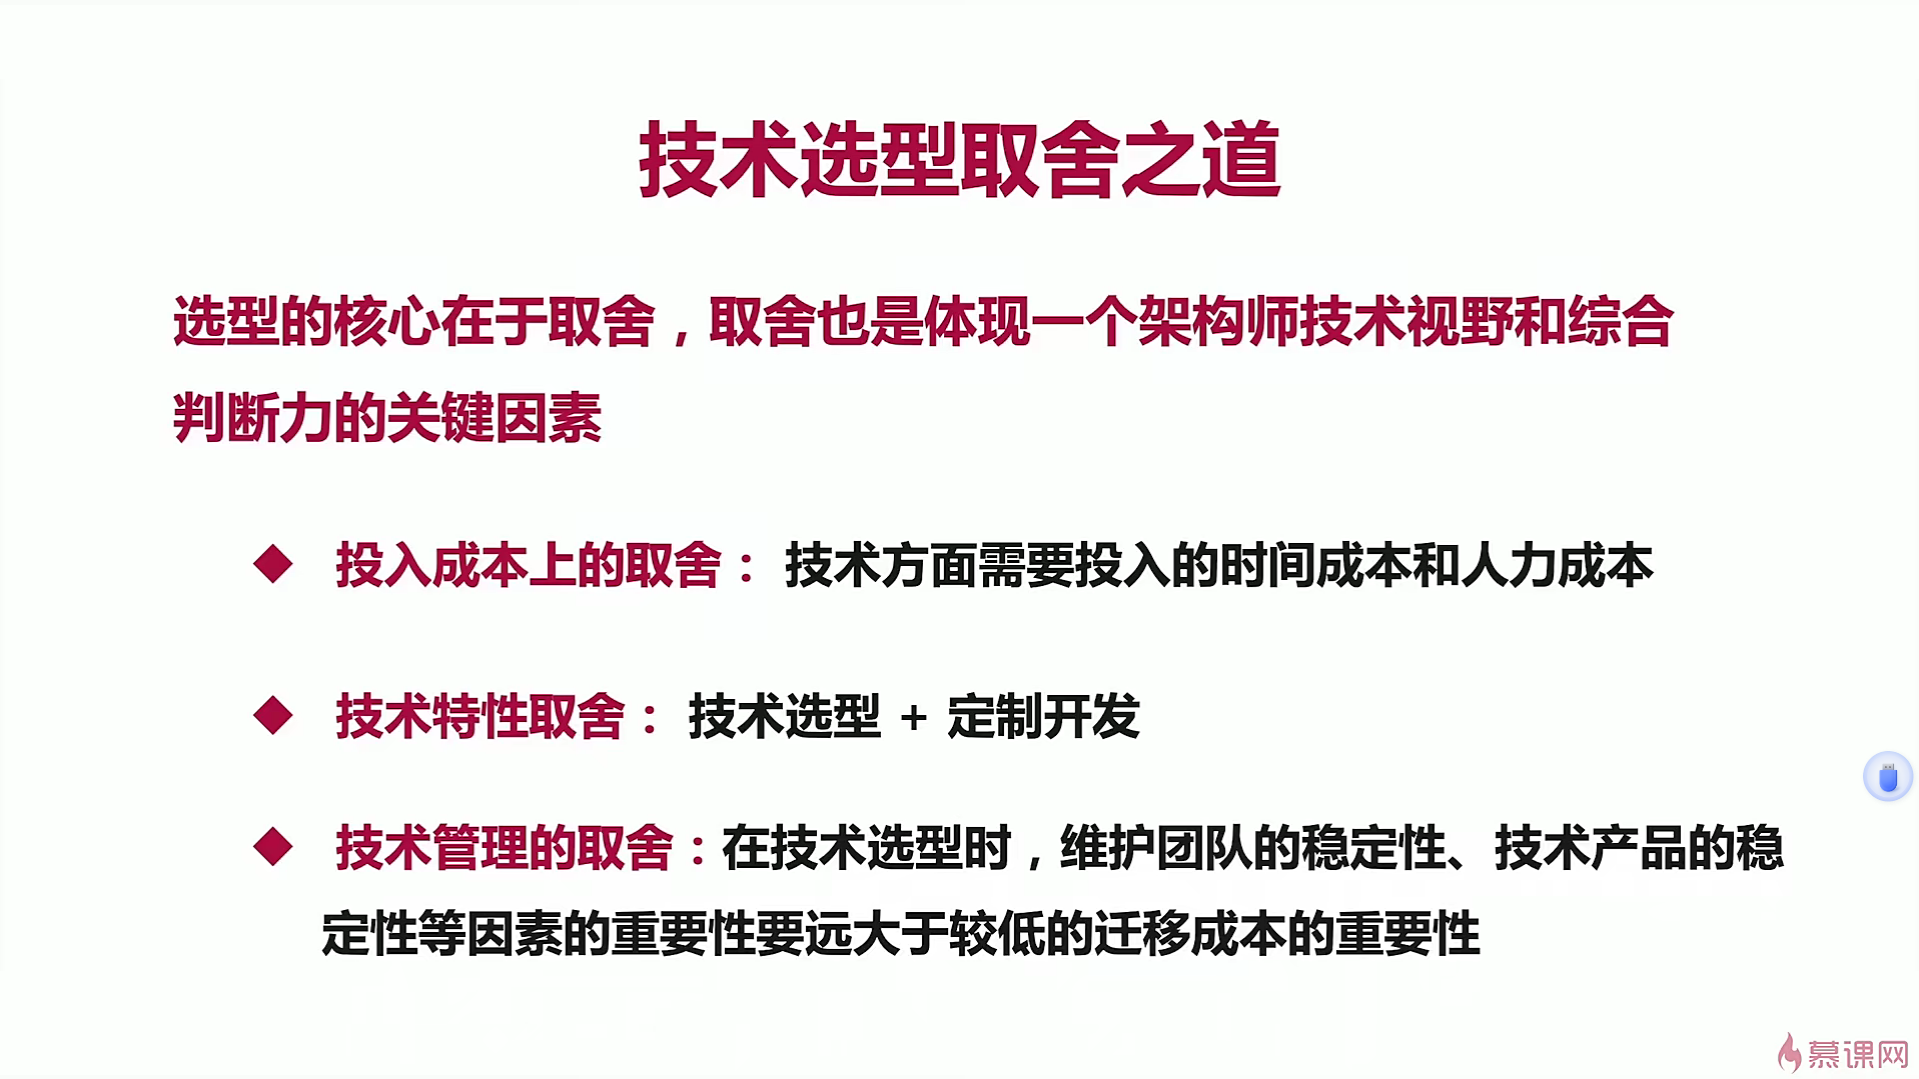 技术选型取舍之道
选型的核心在于取舍，取舍也是体现一个架构师技术视野和综合
判断力的关键因素
◆ 投入成本上的取舍： 技术方面需要投入的时间成本和人力成本
◆ 技术特性取舍： 技术选型 + 定制开发
◆ 技术管理的取舍：在技术选型时，维护团队的稳定性、技术产品的稳
定性等因素的重要性要远大于较低的迁移成本的重要性
慕课网